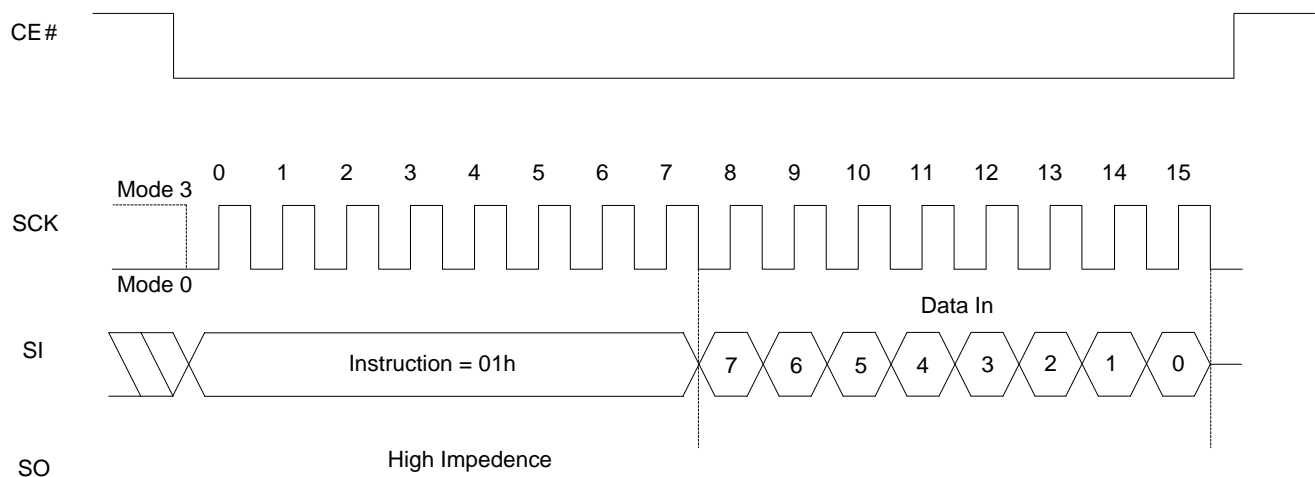 CE#
0 1 2 3 4 5 6 7 8 9 10 11 12 13 14 15
Mode 3
SCK
Mode 0
Data In
SI
Instruction = 01h
7 6 5 4 3 2 1 0
High Impedence
SO